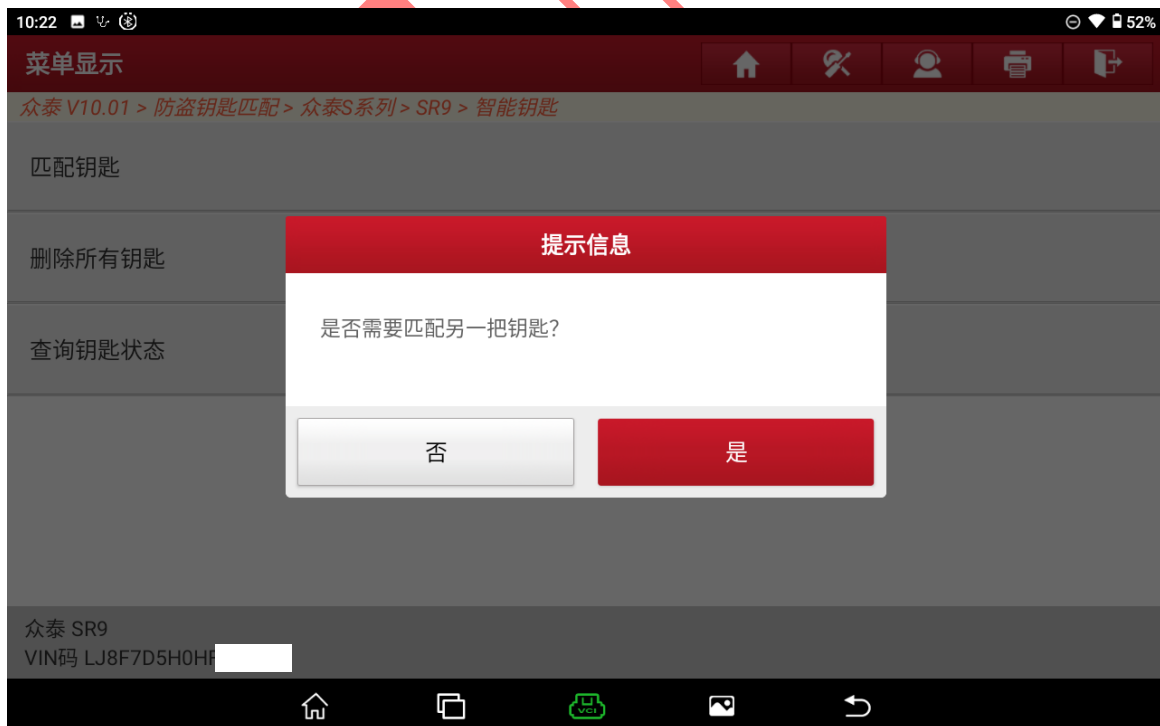 10:22
52%
菜单显示
众泰 V10.01 > 防盗钥匙匹配 > 众泰S系列 > SR9 > 智能钥匙
匹配钥匙
删除所有钥匙
查询钥匙状态
提示信息
是否需要匹配另一把钥匙?
否
是
众泰 SR9
VIN码 LJ8F7D5H0H
VCI